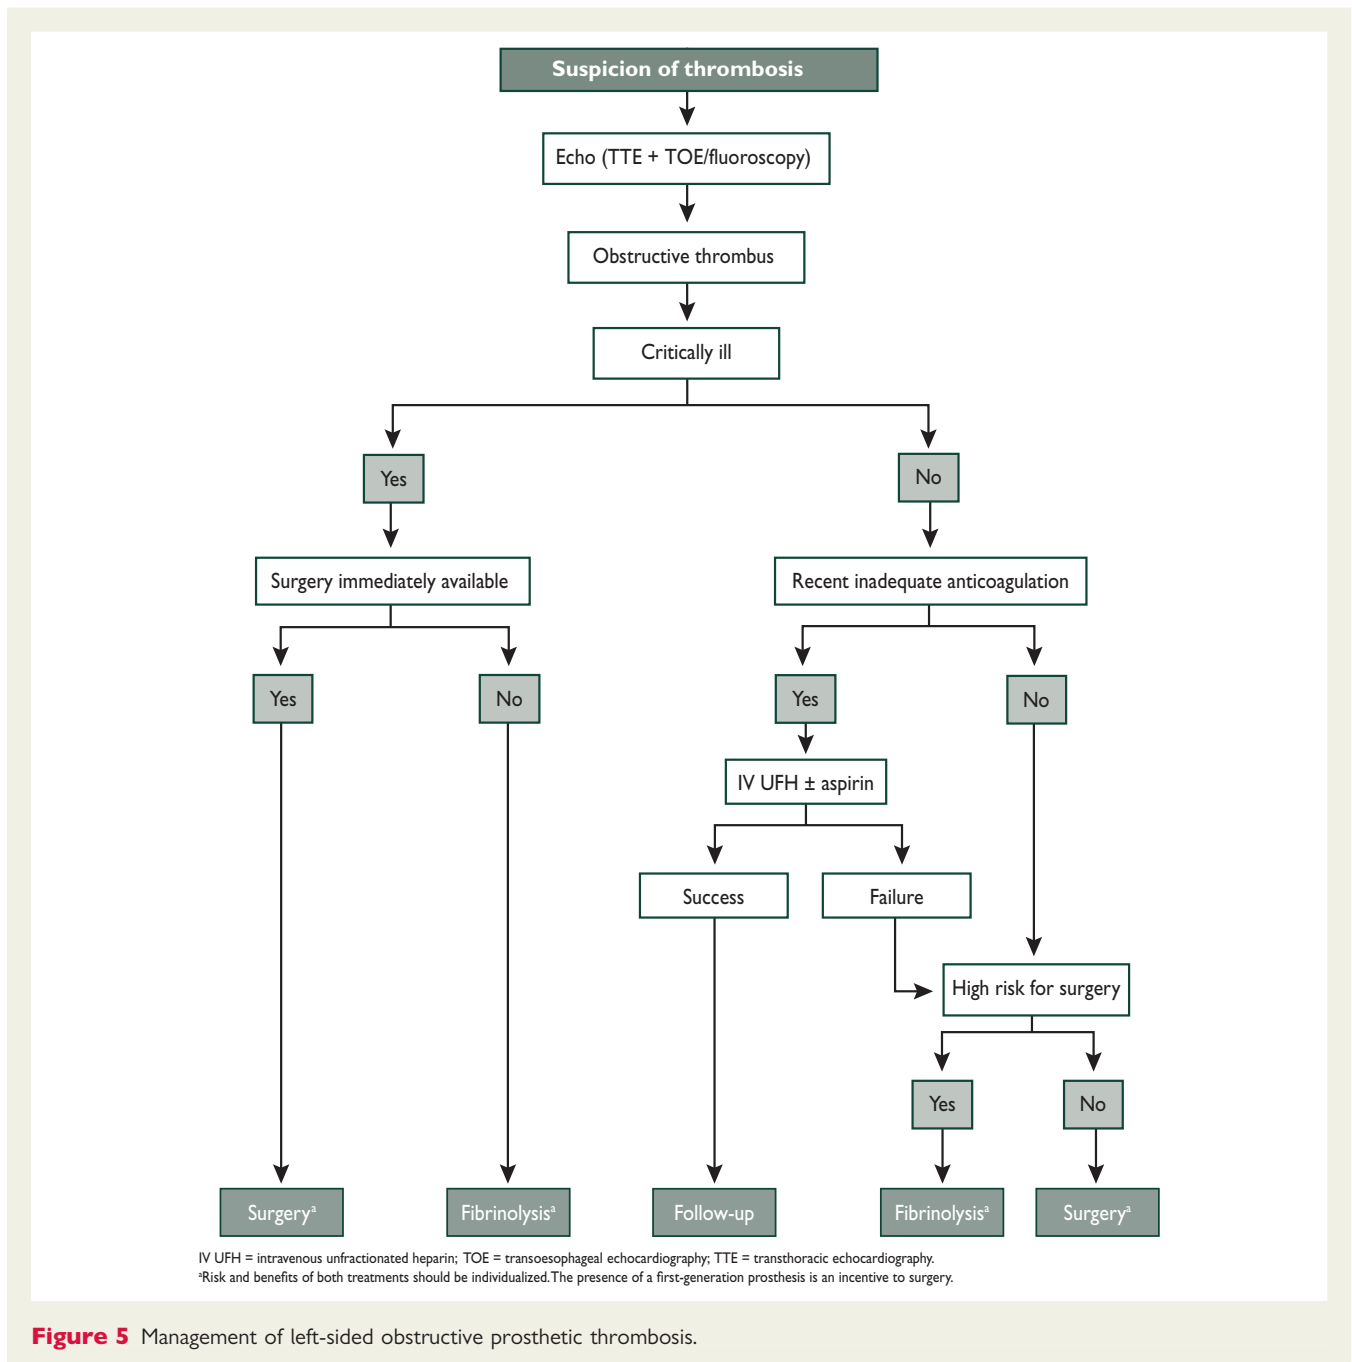 Suspicion of thrombosis
Echo (TTE + TOE/fluoroscopy)
Obstructive thrombus
Critically ill
Yes
No
Surgery immediately available
Recent inadequate anticoagulation
Yes
No
Yes
No
IV UFH ± aspirin
Success
Failure
High risk for surgery
Yes
No
Surgeryᵃ
Fibrinolysisᵃ
Follow-up
Fibrinolysisᵃ
Surgeryᵃ
IV UFH = intravenous unfractionated heparin; TOE = transoesophageal echocardiography; TTE = transthoracic echocardiography.
ᵃRisk and benefits of both treatments should be individualized. The presence of a first-generation prosthesis is an incentive to surgery.
Figure 5 Management of left-sided obstructive prosthetic thrombosis.